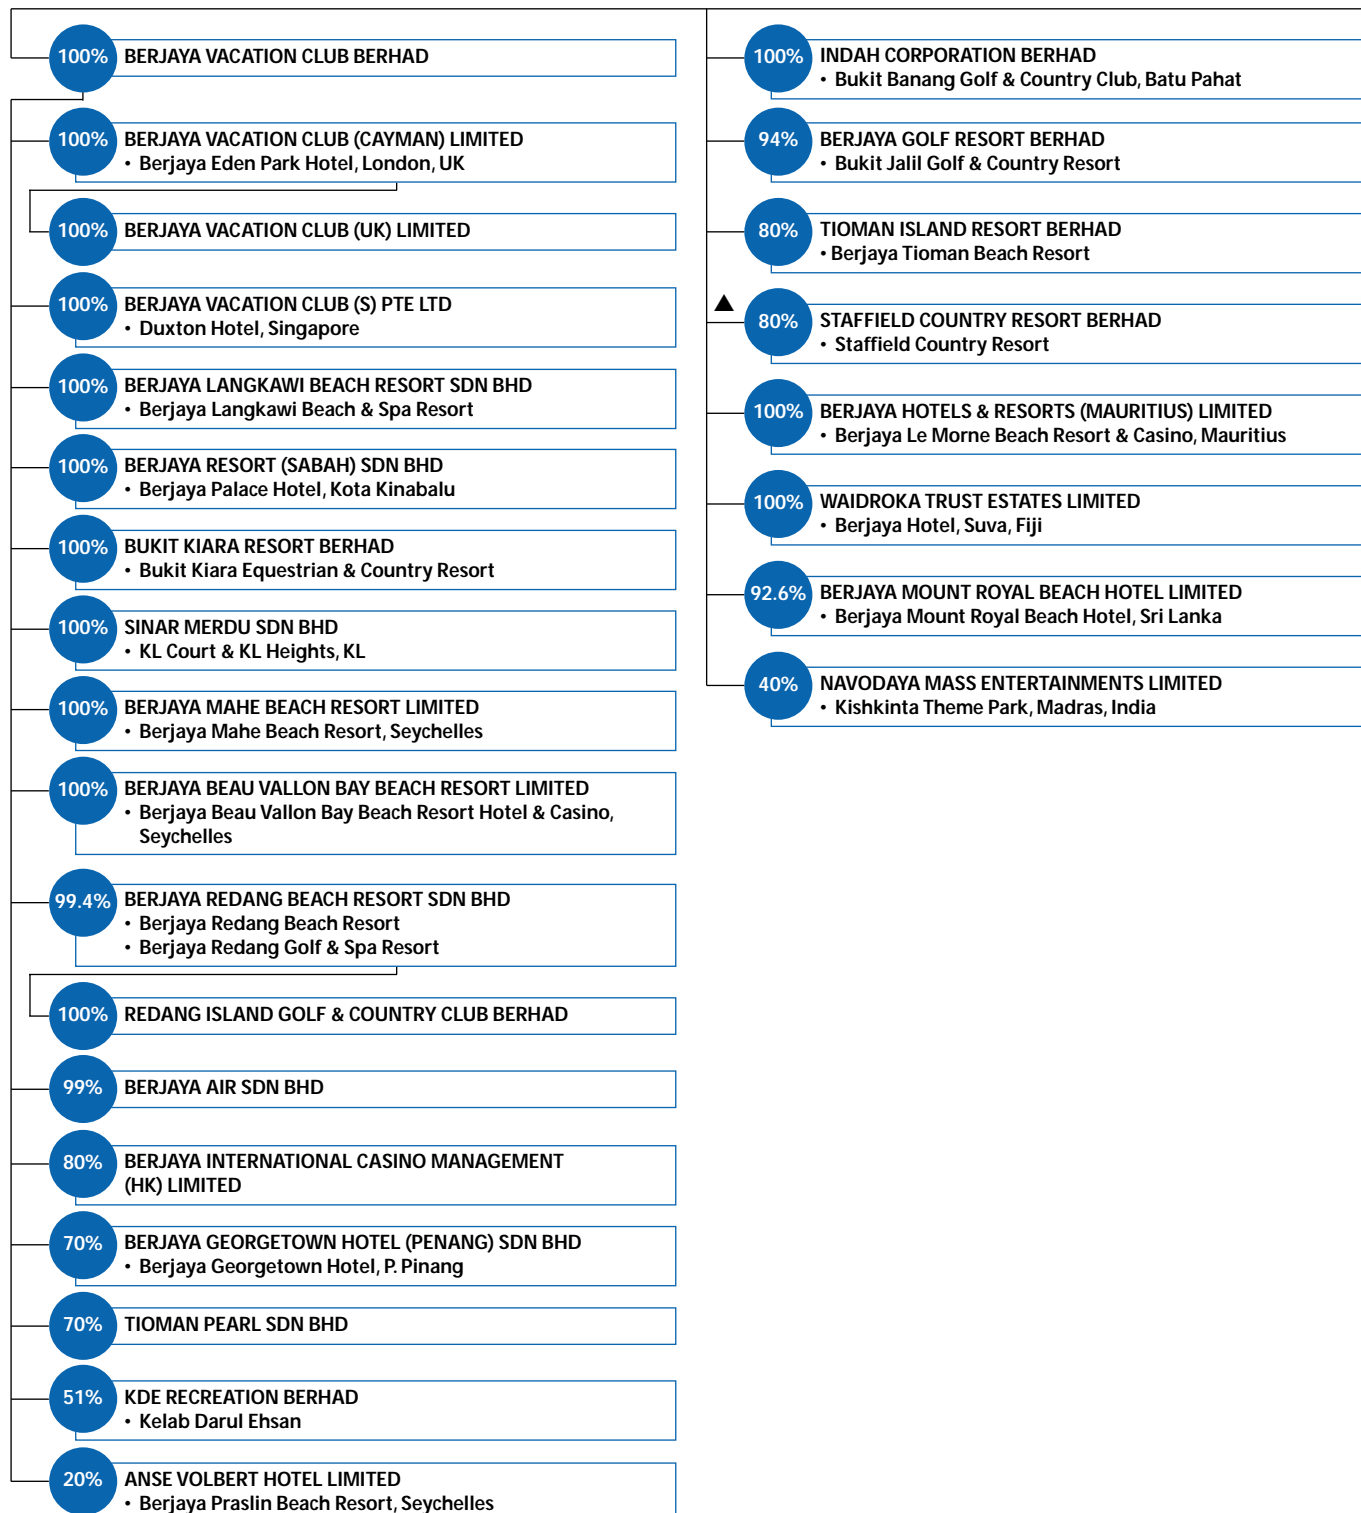 100% BERJAYA VACATION CLUB BERHAD
100% BERJAYA VACATION CLUB (CAYMAN) LIMITED
• Berjaya Eden Park Hotel, London, UK
100% BERJAYA VACATION CLUB (UK) LIMITED
100% BERJAYA VACATION CLUB (S) PTE LTD
• Duxton Hotel, Singapore
100% BERJAYA LANGKAWI BEACH RESORT SDN BHD
• Berjaya Langkawi Beach & Spa Resort
100% BERJAYA RESORT (SABAH) SDN BHD
• Berjaya Palace Hotel, Kota Kinabalu
100% BUKIT KIARA RESORT BERHAD
• Bukit Kiara Equestrian & Country Resort
100% SINAR MERDU SDN BHD
• KL Court & KL Heights, KL
100% BERJAYA MAHE BEACH RESORT LIMITED
• Berjaya Mahe Beach Resort, Seychelles
100% BERJAYA BEAU VALLON BAY BEACH RESORT LIMITED
• Berjaya Beau Vallon Bay Beach Resort Hotel & Casino,
Seychelles
99.4% BERJAYA REDANG BEACH RESORT SDN BHD
• Berjaya Redang Beach Resort
• Berjaya Redang Golf & Spa Resort
100% REDANG ISLAND GOLF & COUNTRY CLUB BERHAD
99% BERJAYA AIR SDN BHD
80% BERJAYA INTERNATIONAL CASINO MANAGEMENT
(HK) LIMITED
70% BERJAYA GEORGETOWN HOTEL (PENANG) SDN BHD
• Berjaya Georgetown Hotel, P. Pinang
70% TIOMAN PEARL SDN BHD
51% KDE RECREATION BERHAD
• Kelab Darul Ehsan
20% ANSE VOLBERT HOTEL LIMITED
• Berjaya Praslin Beach Resort, Seychelles
100% INDAH CORPORATION BERHAD
• Bukit Banang Golf & Country Club, Batu Pahat
94% BERJAYA GOLF RESORT BERHAD
• Bukit Jalil Golf & Country Resort
80% TIOMAN ISLAND RESORT BERHAD
• Berjaya Tioman Beach Resort
▲ 80% STAFFIELD COUNTRY RESORT BERHAD
• Staffield Country Resort
100% BERJAYA HOTELS & RESORTS (MAURITIUS) LIMITED
• Berjaya Le Morne Beach Resort & Casino, Mauritius
100% WAIDROKA TRUST ESTATES LIMITED
• Berjaya Hotel, Suva, Fiji
92.6% BERJAYA MOUNT ROYAL BEACH HOTEL LIMITED
• Berjaya Mount Royal Beach Hotel, Sri Lanka
40% NAVODAYA MASS ENTERTAINMENTS LIMITED
• Kishkinta Theme Park, Madras, India